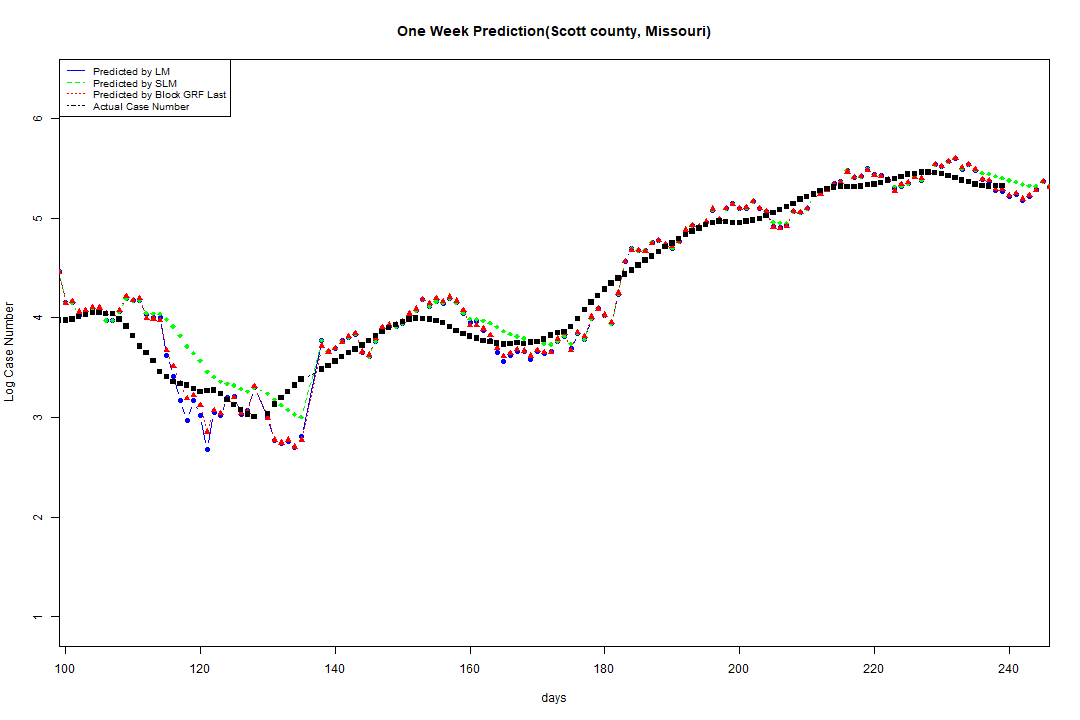 One Week Prediction(Scott county, Missouri)
Predicted by LM
Predicted by SLM
Predicted by Block GRF Last
Actual Case Number
6
5
4
3
2
1
Log Case Number
100 120 140 160 180 200 220 240
days